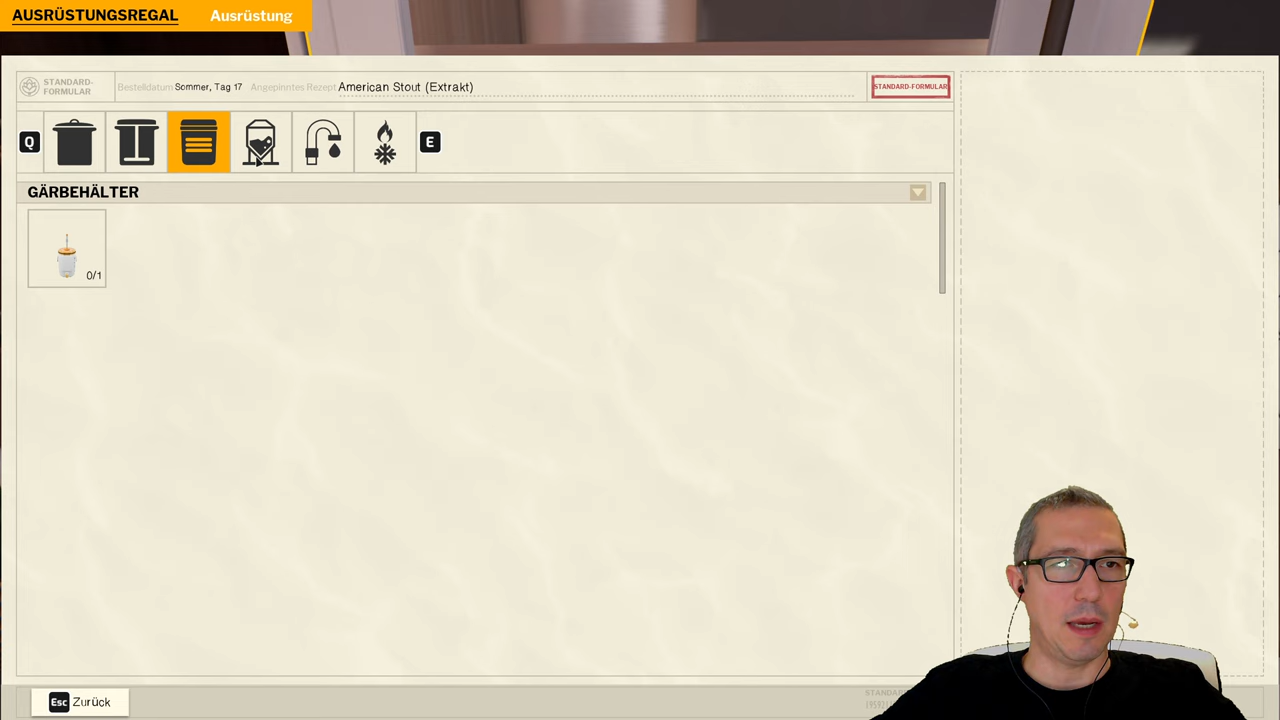 AUSRÜSTUNGSREGAL Ausrüstung
STANDARD-
FORMULAR
Bestelldatum Sommer, Tag 17 Angepinntes Rezept American Stout (Extrakt)
STANDARD-FORMULAR
Q
E
GÄRBEHÄLTER
0/1
Esc Zurück